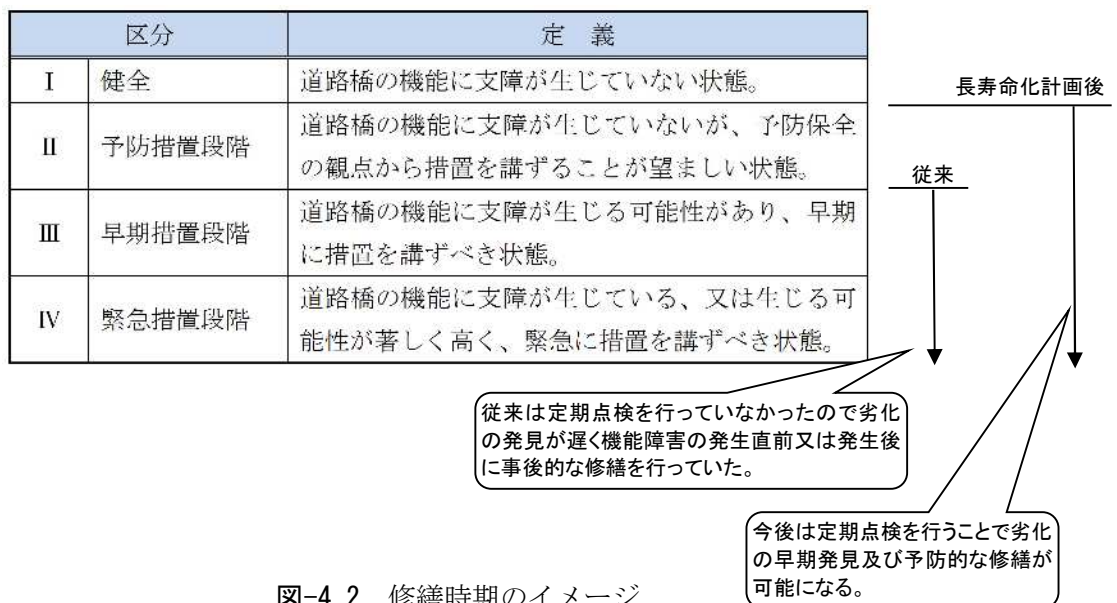 区分 定 義
Ⅰ 健全 道路橋の機能に支障が生じていない状態。
Ⅱ 予防措置段階 道路橋の機能に支障が生じていないが、予防保全
の観点から措置を講ずることが望ましい状態。
Ⅲ 早期措置段階 道路橋の機能に支障が生じる可能性があり、早期
に措置を講ずべき状態。
Ⅳ 緊急措置段階 道路橋の機能に支障が生じている、又は生じる可
能性が著しく高く、緊急に措置を講ずべき状態。
長寿命化計画後
従来
従来は定期点検を行っていなかったので劣化
の発見が遅く機能障害の発生直前又は発生後
に事後的な修繕を行っていた。
今後は定期点検を行うことで劣化
の早期発見及び予防的な修繕が
可能になる。
図-4.2 修繕時期のイメージ